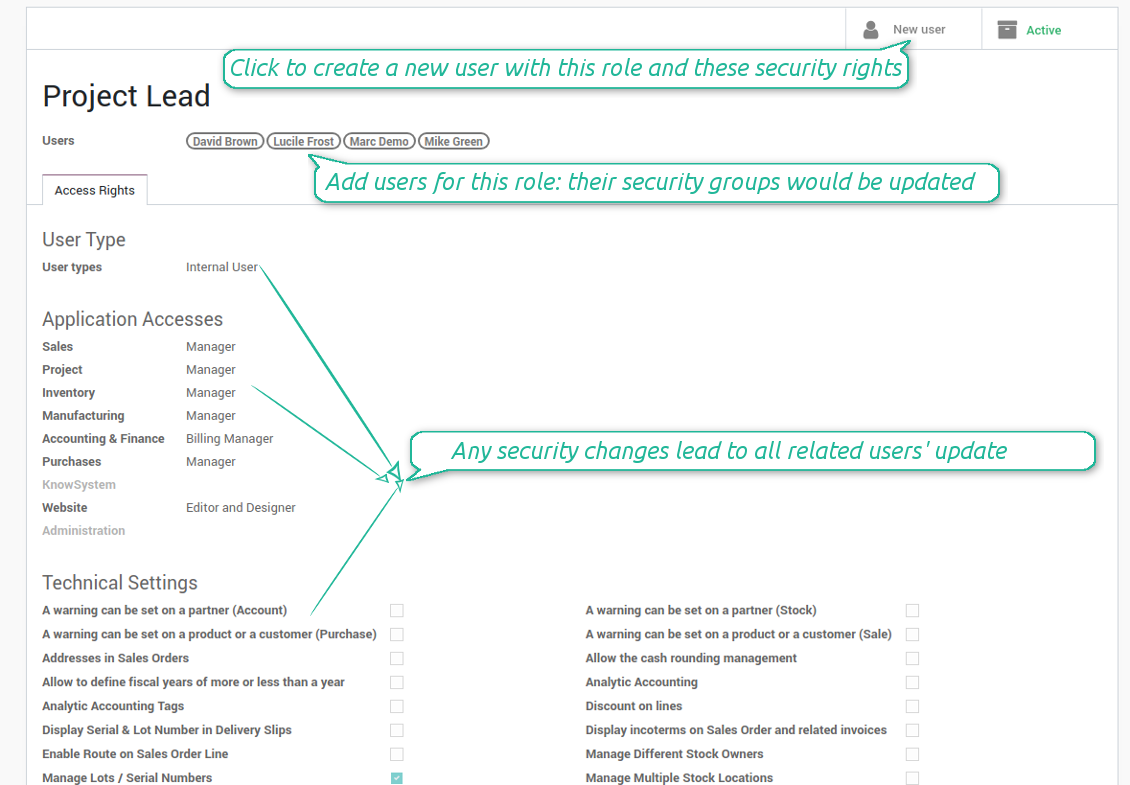 New user
Active
Click to create a new user with this role and these security rights
Project Lead
Users David Brown Lucile Frost Marc Demo Mike Green
Add users for this role: their security groups would be updated
Access Rights
User Type
User types Internal User
Application Accesses
Sales Manager
Project Manager
Inventory Manager
Manufacturing Manager
Accounting & Finance Billing Manager
Any security changes lead to all related users' update
Purchases Manager
KnowSystem
Website Editor and Designer
Administration
Technical Settings
A warning can be set on a partner (Account) A warning can be set on a partner (Stock)
A warning can be set on a product or a customer (Purchase) A warning can be set on a product or a customer (Sale)
Addresses in Sales Orders Allow the cash rounding management
Allow to define fiscal years of more or less than a year Analytic Accounting
Analytic Accounting Tags Discount on lines
Display Serial & Lot Number in Delivery Slips Display incoterms on Sales Order and related invoices
Enable Route on Sales Order Line Manage Different Stock Owners
Manage Lots / Serial Numbers Manage Multiple Stock Locations